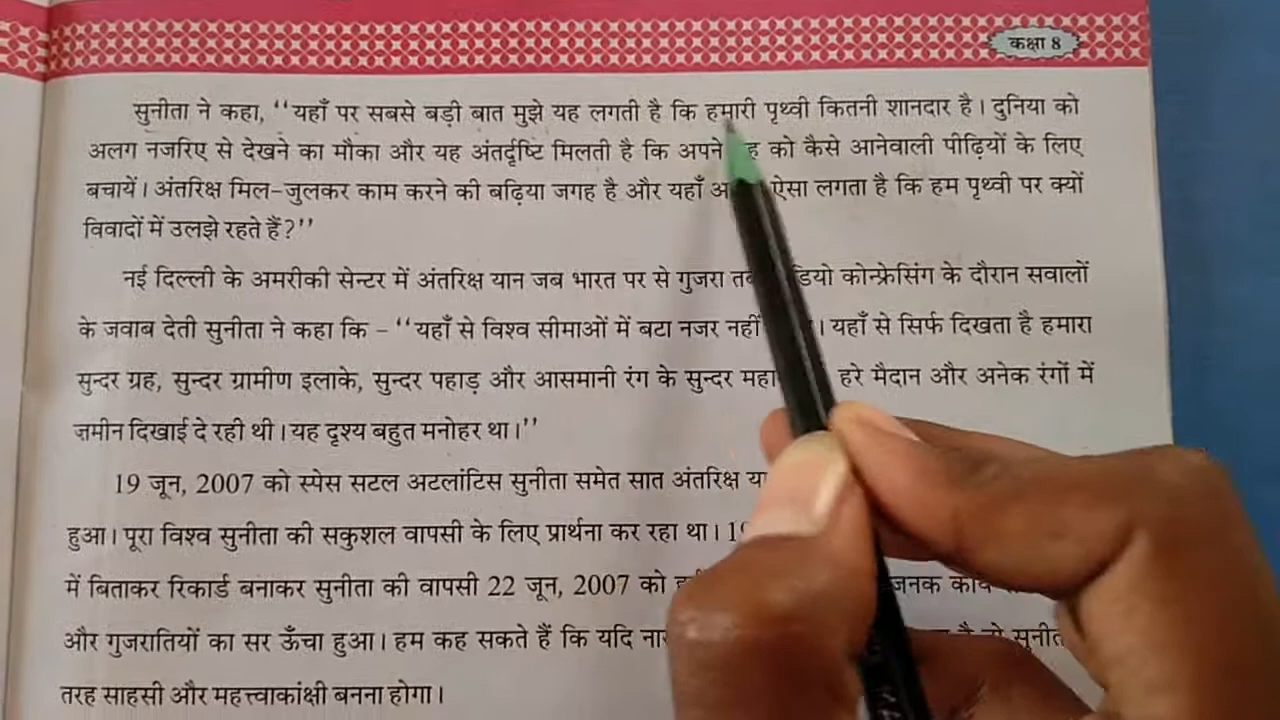 कक्षा 8
सुनीता ने कहा, ‘‘यहाँ पर सबसे बड़ी बात मुझे यह लगती है कि हमारी पृथ्वी कितनी शानदार है। दुनिया को
अलग नजरिए से देखने का मौका और यह अंतर्दृष्टि मिलती है कि अपने को कैसे आनेवाली पीढ़ियों के लिए
बचायें। अंतरिक्ष मिल-जुलकर काम करने की बढ़िया जगह है और यहाँ ऐसा लगता है कि हम पृथ्वी पर क्यों
विवादों में उलझे रहते हैं?’’
नई दिल्ली के अमरीकी सेन्टर में अंतरिक्ष यान जब भारत पर से गुजरा कोन्फ्रेसिंग के दौरान सवालों
के जवाब देती सुनीता ने कहा कि - ‘‘यहाँ से विश्व सीमाओं में बटा नजर नहीं । यहाँ से सिर्फ दिखता है हमारा
सुन्दर ग्रह, सुन्दर ग्रामीण इलाके, सुन्दर पहाड़ और आसमानी रंग के सुन्दर हरे मैदान और अनेक रंगों में
ज़मीन दिखाई दे रही थी। यह दृश्य बहुत मनोहर था।’’
19 जून, 2007 को स्पेस सटल अटलांटिस सुनीता समेत सात अंतरिक्ष
हुआ। पूरा विश्व सुनीता की सकुशल वापसी के लिए प्रार्थना कर रहा था।
में बिताकर रिकार्ड बनाकर सुनीता की वापसी 22 जून, 2007 को
और गुजरातियों का सर ऊँचा हुआ। हम कह सकते हैं कि यदि
तरह साहसी और महत्त्वाकांक्षी बनना होगा।